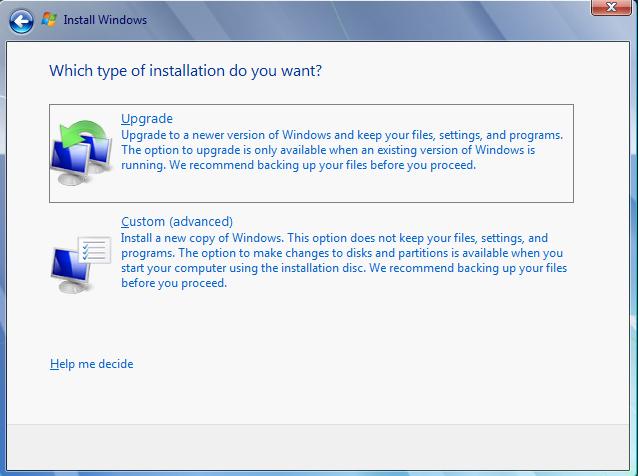 Install Windows
Which type of installation do you want?
Upgrade
Upgrade to a newer version of Windows and keep your files, settings, and programs.
The option to upgrade is only available when an existing version of Windows is
running. We recommend backing up your files before you proceed.
Custom (advanced)
Install a new copy of Windows. This option does not keep your files, settings, and
programs. The option to make changes to disks and partitions is available when you
start your computer using the installation disc. We recommend backing up your files
before you proceed.
Help me decide